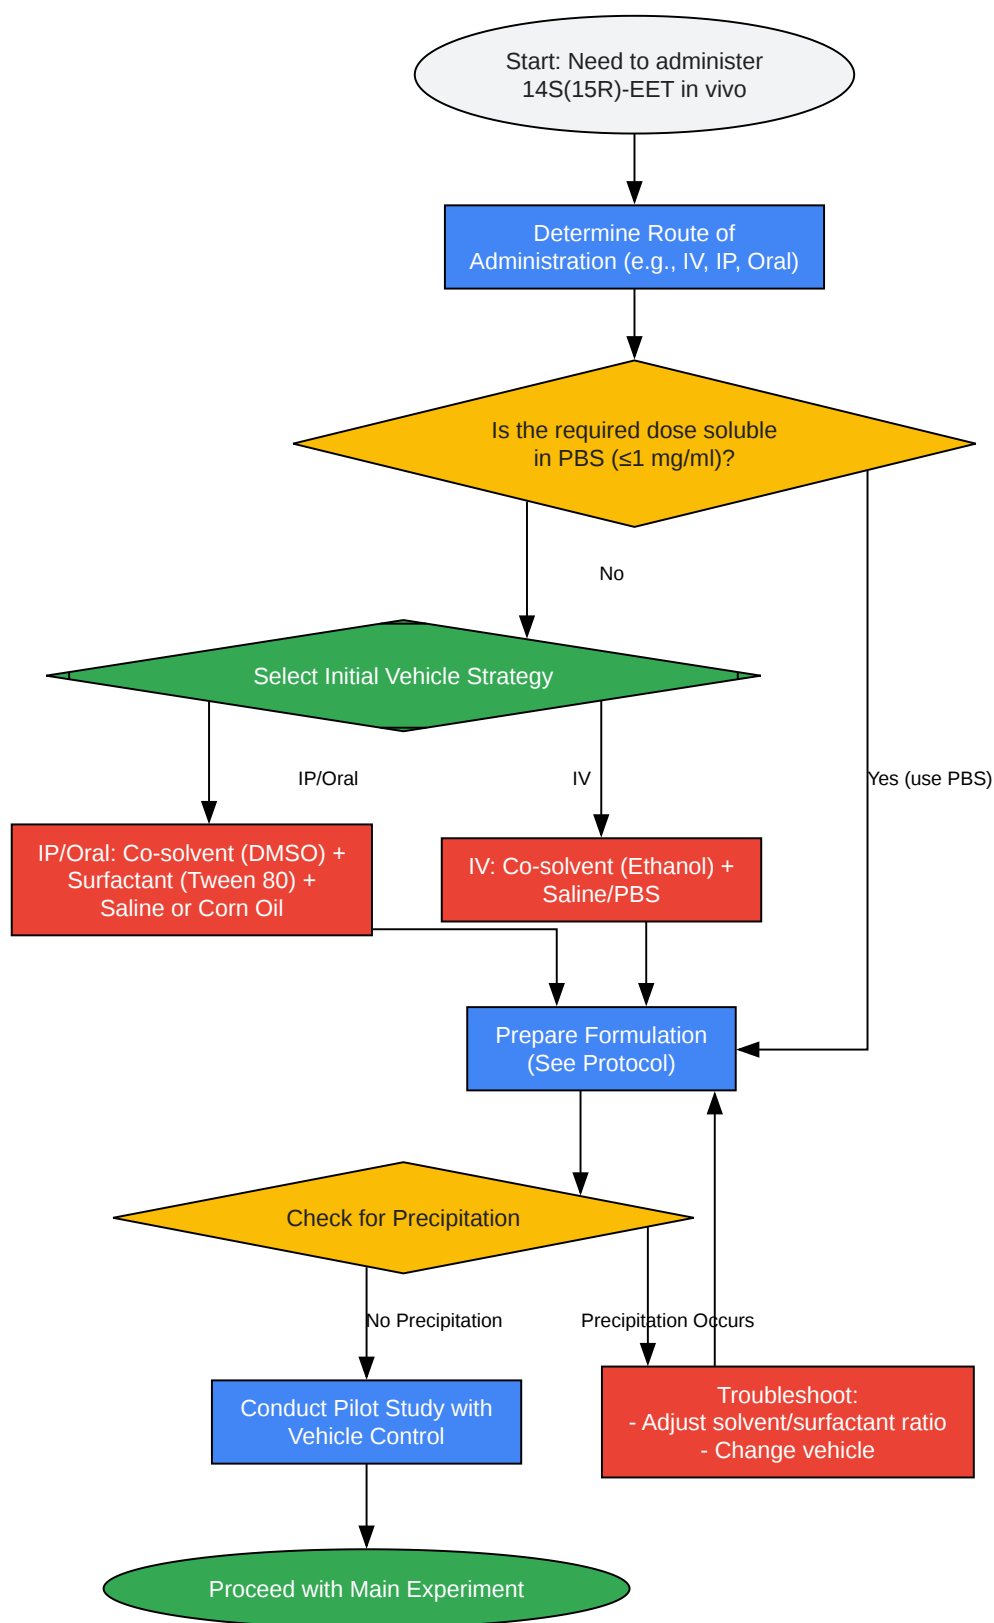 Start: Need to administer
14S(15R)-EET in vivo
Determine Route of
Administration (e.g., IV, IP, Oral)
Is the required dose soluble
in PBS (≤1 mg/ml)?
No
Yes (use PBS)
Select Initial Vehicle Strategy
IP/Oral
IV
IP/Oral: Co-solvent (DMSO) +
Surfactant (Tween 80) +
Saline or Corn Oil
IV: Co-solvent (Ethanol) +
Saline/PBS
Prepare Formulation
(See Protocol)
Check for Precipitation
No Precipitation
Precipitation Occurs
Conduct Pilot Study with
Vehicle Control
Troubleshoot:
- Adjust solvent/surfactant ratio
- Change vehicle
Proceed with Main Experiment